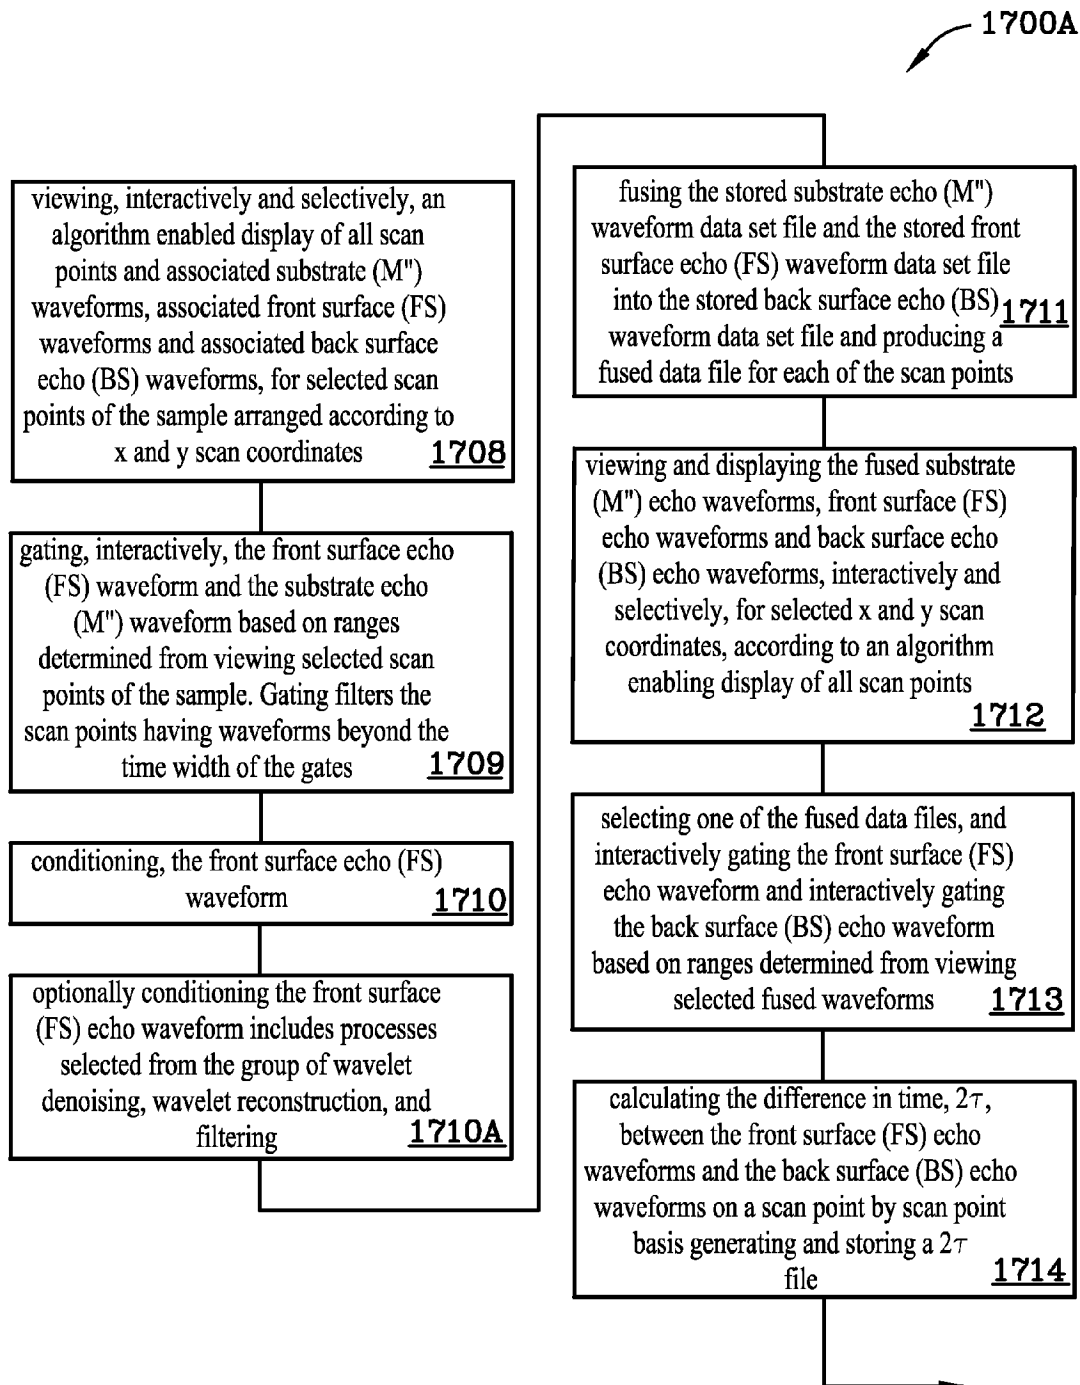 1700A
viewing, interactively and selectively, an
algorithm enabled display of all scan
points and associated substrate (M")
waveforms, associated front surface (FS)
waveforms and associated back surface
echo (BS) waveforms, for selected scan
points of the sample arranged according to
x and y scan coordinates 1708
gating, interactively, the front surface echo
(FS) waveform and the substrate echo
(M") waveform based on ranges
determined from viewing selected scan
points of the sample. Gating filters the
scan points having waveforms beyond the
time width of the gates 1709
conditioning, the front surface echo (FS)
waveform 1710
optionally conditioning the front surface
(FS) echo waveform includes processes
selected from the group of wavelet
denoising, wavelet reconstruction, and
filtering 1710A
fusing the stored substrate echo (M")
waveform data set file and the stored front
surface echo (FS) waveform data set file
into the stored back surface echo (BS) 1711
waveform data set file and producing a
fused data file for each of the scan points
viewing and displaying the fused substrate
(M") echo waveforms, front surface (FS)
echo waveforms and back surface echo
(BS) echo waveforms, interactively and
selectively, for selected x and y scan
coordinates, according to an algorithm
enabling display of all scan points
1712
selecting one of the fused data files, and
interactively gating the front surface (FS)
echo waveform and interactively gating
the back surface (BS) echo waveform
based on ranges determined from viewing
selected fused waveforms 1713
calculating the difference in time, 2τ,
between the front surface (FS) echo
waveforms and the back surface (BS) echo
waveforms on a scan point by scan point
basis generating and storing a 2τ
file 1714